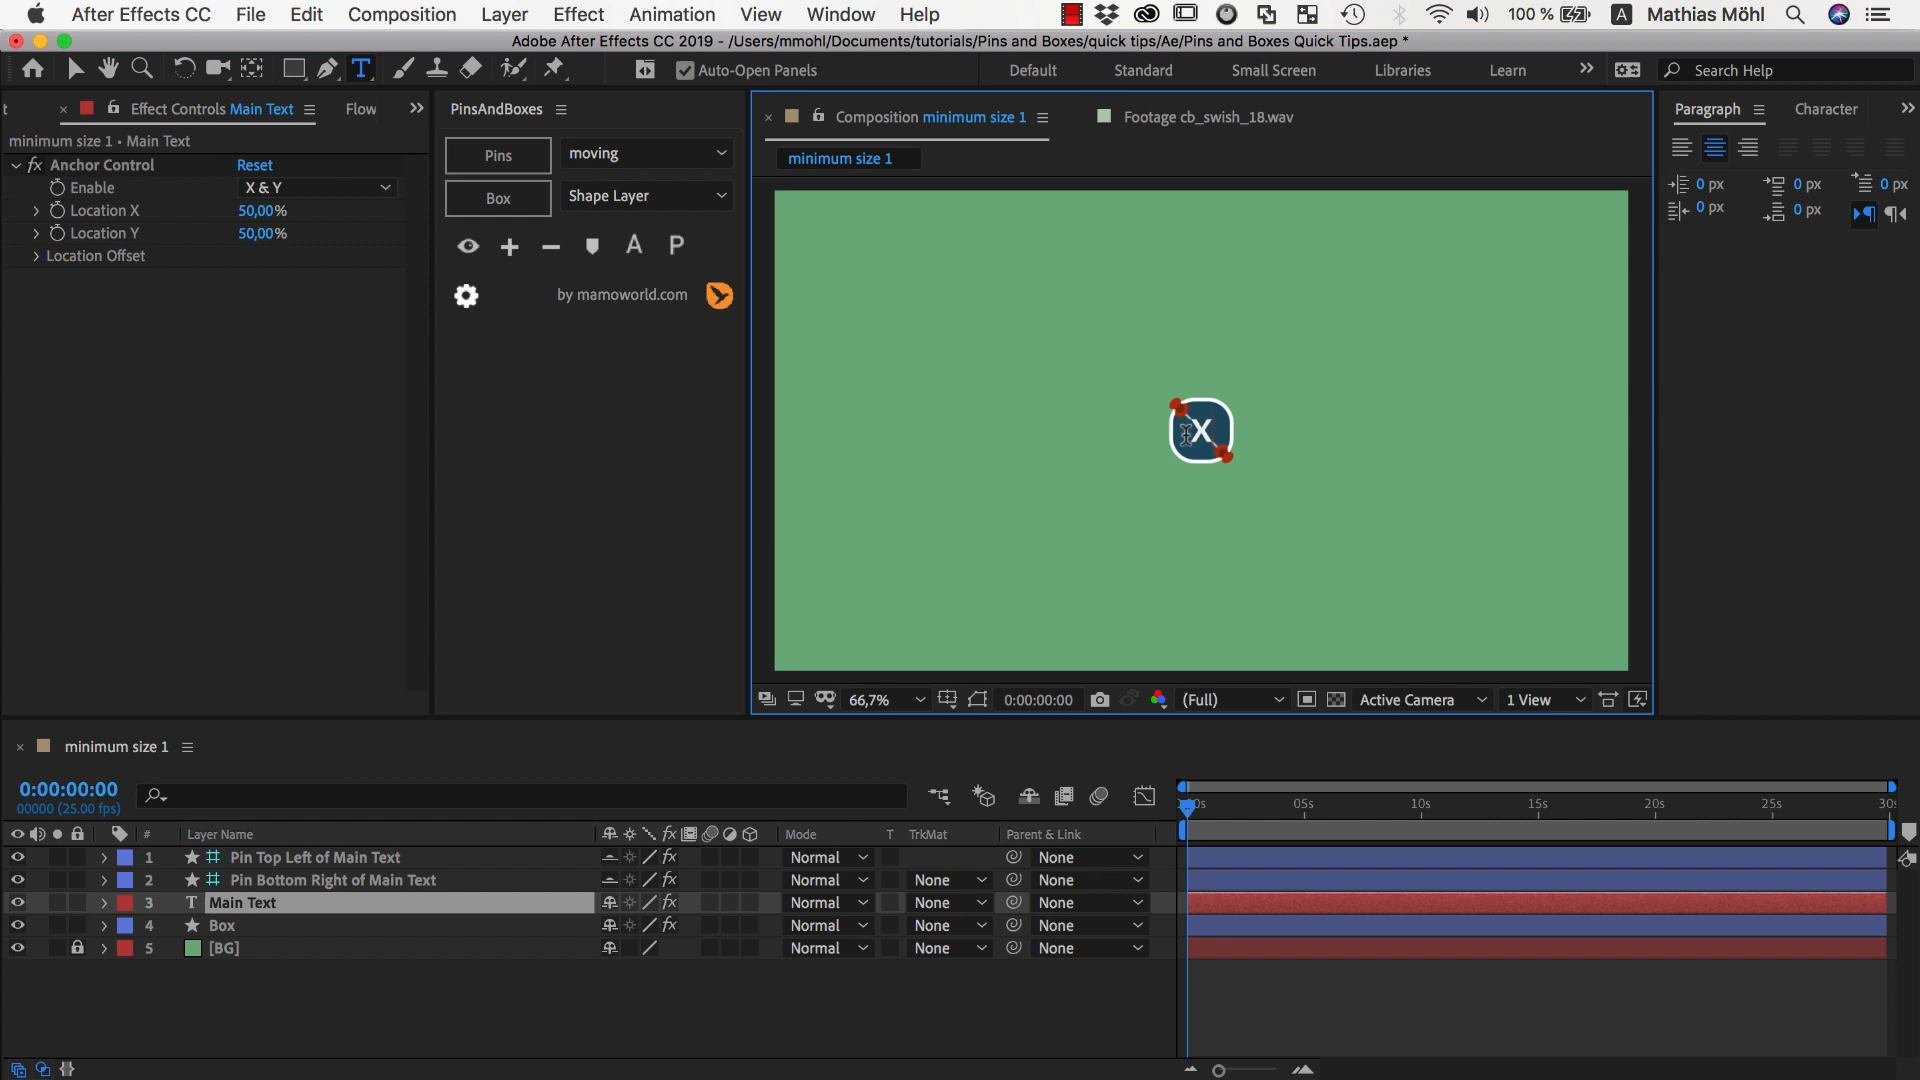 After Effects CC File Edit Composition Layer Effect Animation View Window Help 100 % A Mathias Möhl
Adobe After Effects CC 2019 - /Users/mmohl/Documents/tutorials/Pins and Boxes/quick tips/Ae/Pins and Boxes Quick Tips.aep *
T Auto-Open Panels Default Standard Small Screen Libraries Learn Search Help
t Effect Controls Main Text Flow PinsAndBoxes Composition minimum size 1 Footage cb_swish_18.wav Paragraph Character
minimum size 1 • Main Text
fx Anchor Control Reset
Enable X & Y
Location X 50,00%
Location Y 50,00%
Location Offset
Pins moving
Box Shape Layer
A P
by mamoworld.com
minimum size 1
0 px 0 px 0 px
0 px 0 px
X
66,7% 0:00:00:00 (Full) Active Camera 1 View
minimum size 1
0:00:00:00
00000 (25.00 fps)
05s 10s 15s 20s 25s 30s
# Layer Name fx Mode T TrkMat Parent & Link
1 Pin Top Left of Main Text fx Normal None
2 Pin Bottom Right of Main Text fx Normal None None
3 T Main Text fx Normal None None
4 Box fx Normal None None
5 [BG] Normal None None